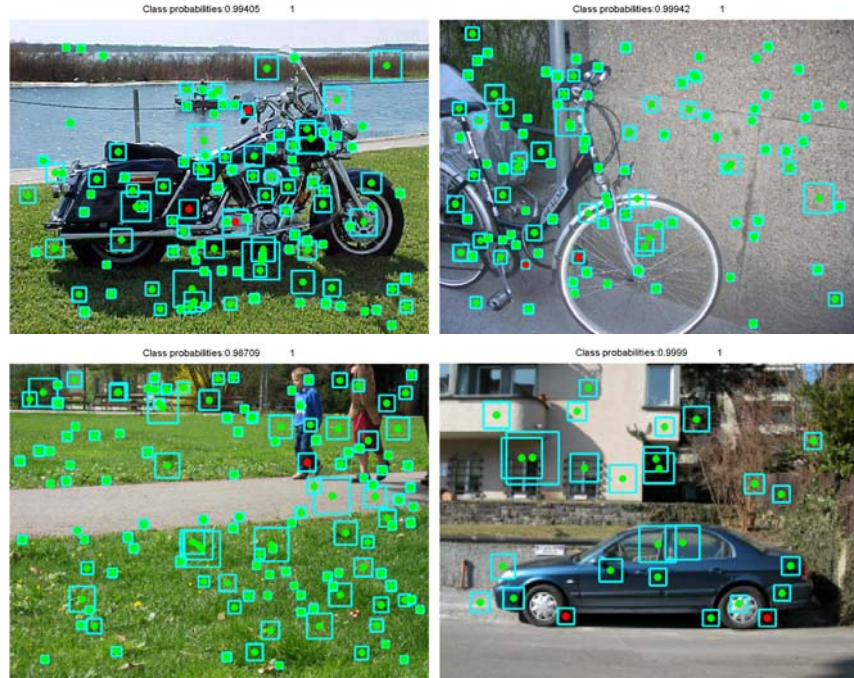 Class probabilities:0.99405 1
Class probabilities:0.99942 1
Class probabilities:0.98709 1
Class probabilities:0.9999 1